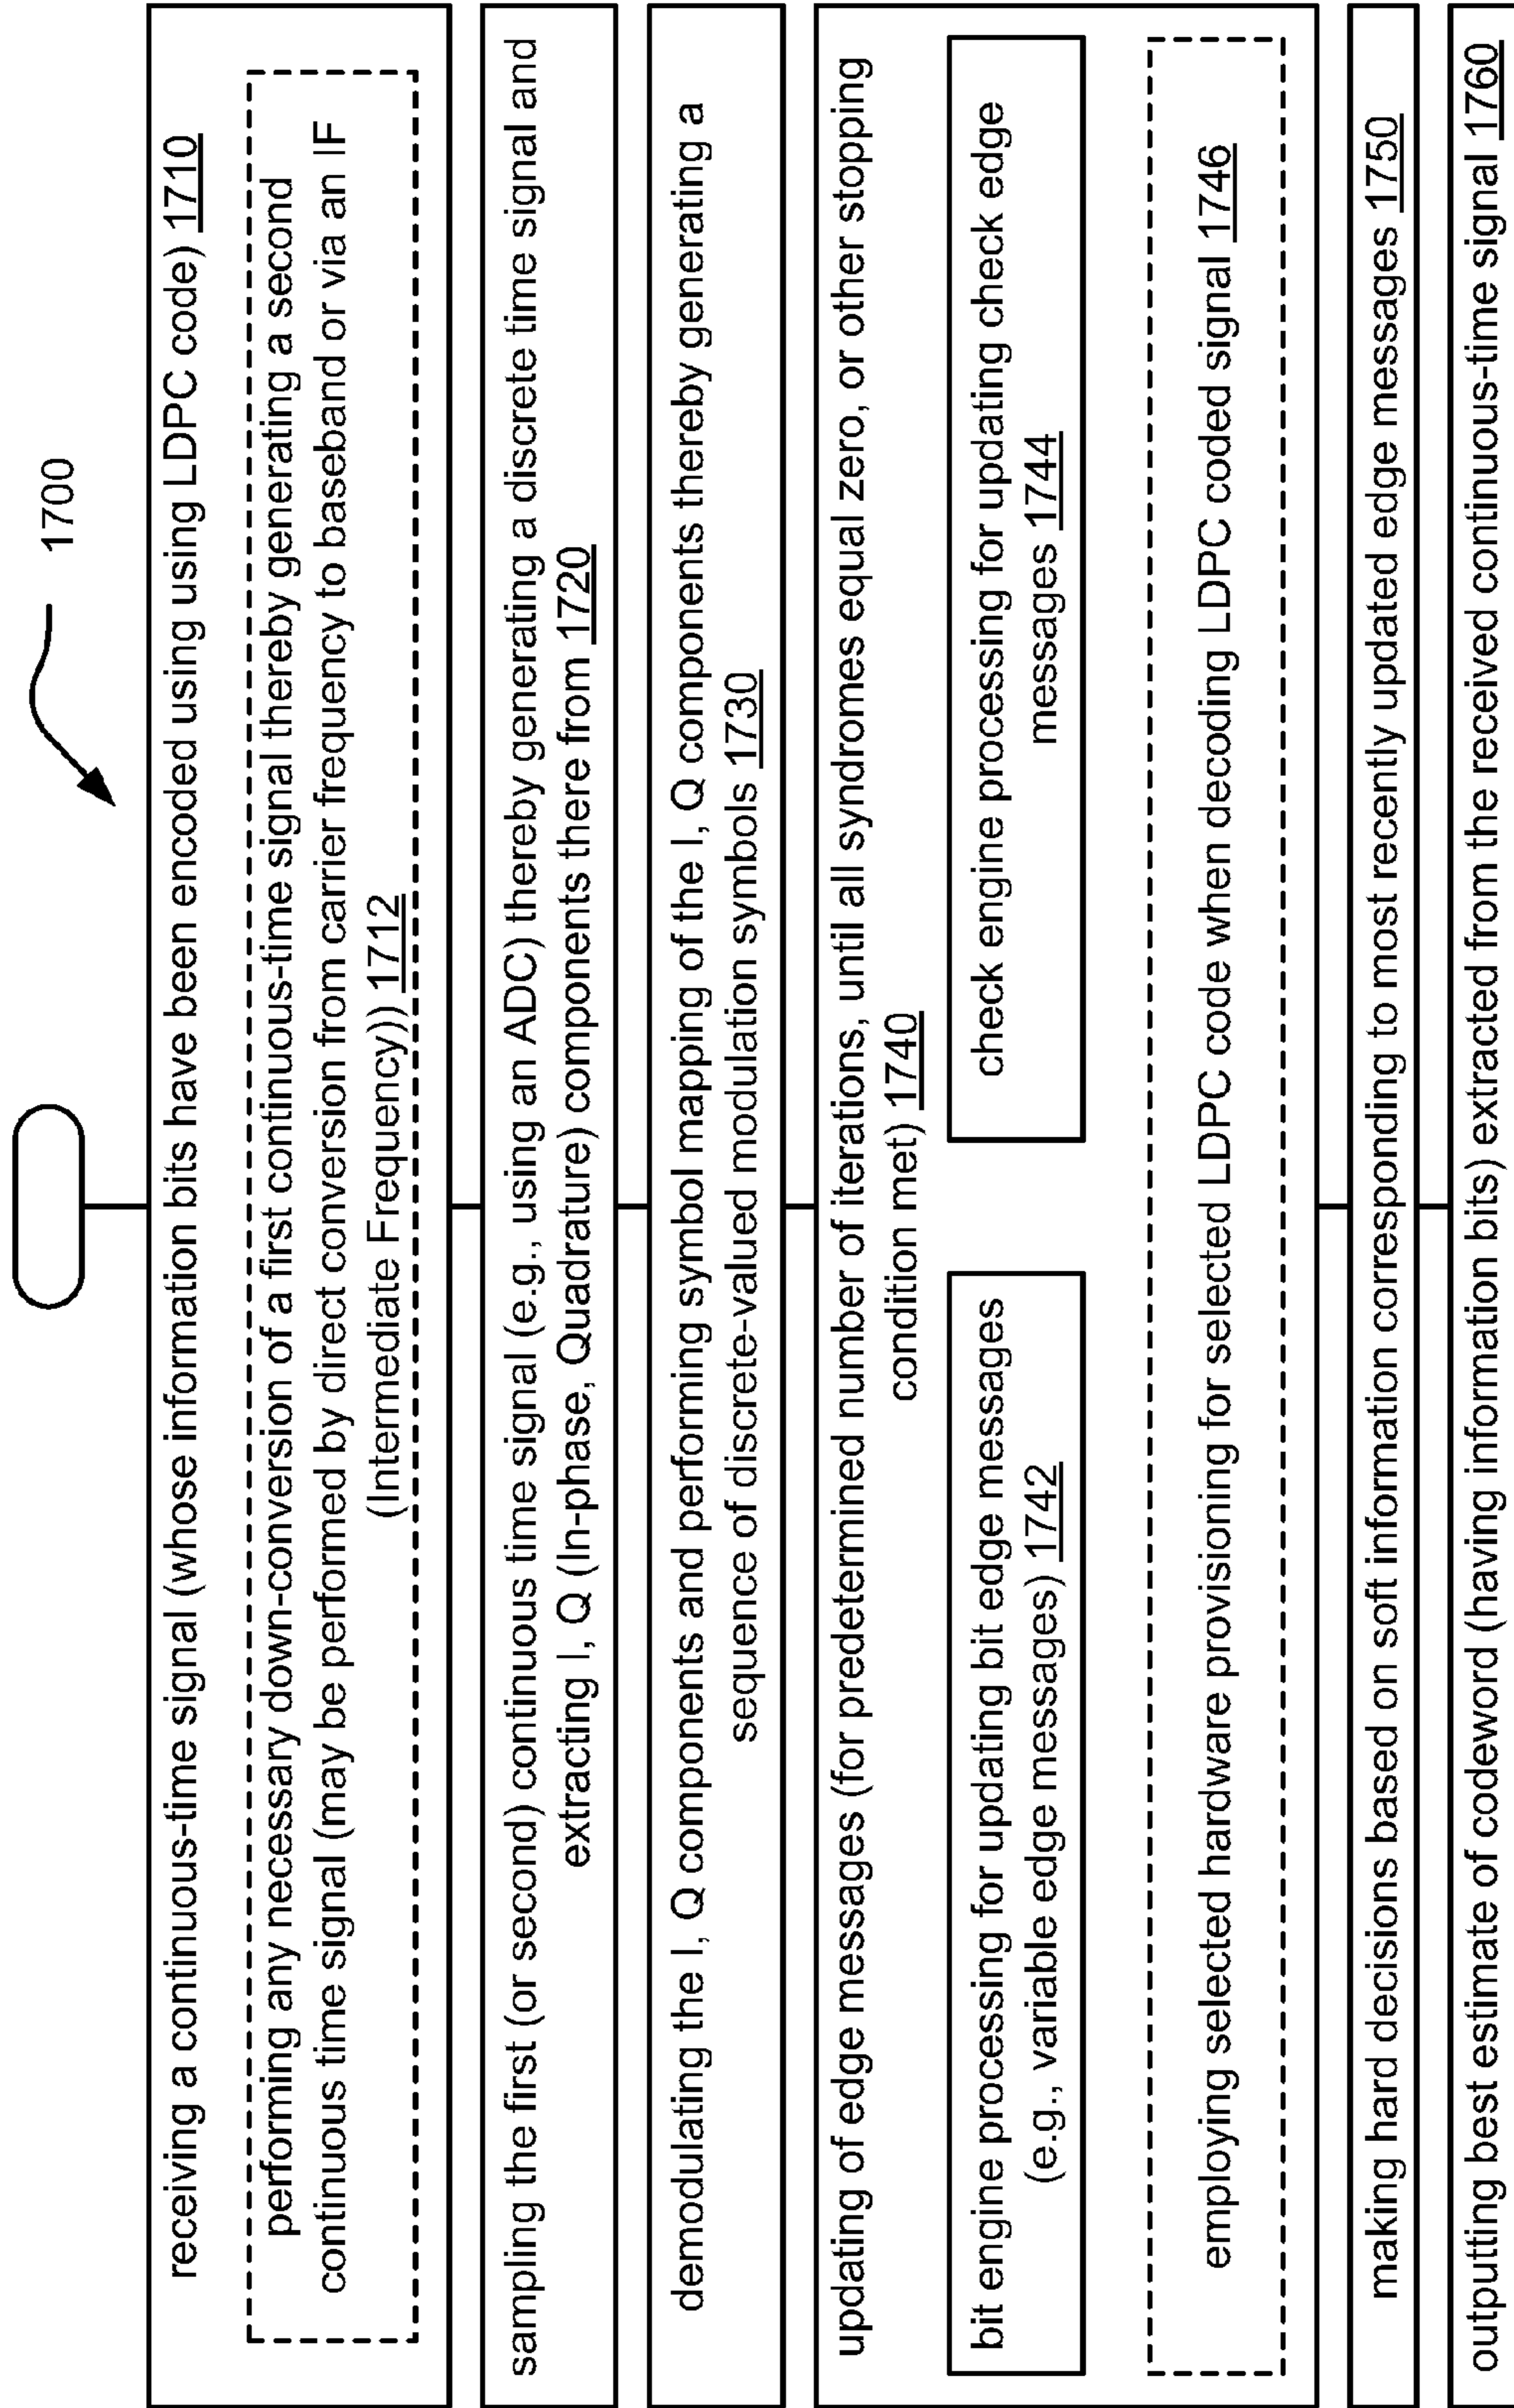 1700
receiving a continuous-time signal (whose information bits have been encoded using using LDPC code) 1710
performing any necessary down-conversion of a first continuous-time signal thereby generating a second
continuous time signal (may be performed by direct conversion from carrier frequency to baseband or via an IF
(Intermediate Frequency))) 1712
sampling the first (or second) continuous time signal (e.g., using an ADC) thereby generating a discrete time signal and
extracting I, Q (In-phase, Quadrature) components there from 1720
demodulating the I, Q components and performing symbol mapping of the I, Q components thereby generating a
sequence of discrete-valued modulation symbols 1730
updating of edge messages (for predetermined number of iterations, until all syndromes equal zero, or other stopping
condition met) 1740
bit engine processing for updating bit edge messages
(e.g., variable edge messages) 1742
check engine processing for updating check edge
messages 1744
employing selected hardware provisioning for selected LDPC code when decoding LDPC coded signal 1746
making hard decisions based on soft information corresponding to most recently updated edge messages 1750
outputting best estimate of codeword (having information bits) extracted from the received continuous-time signal 1760